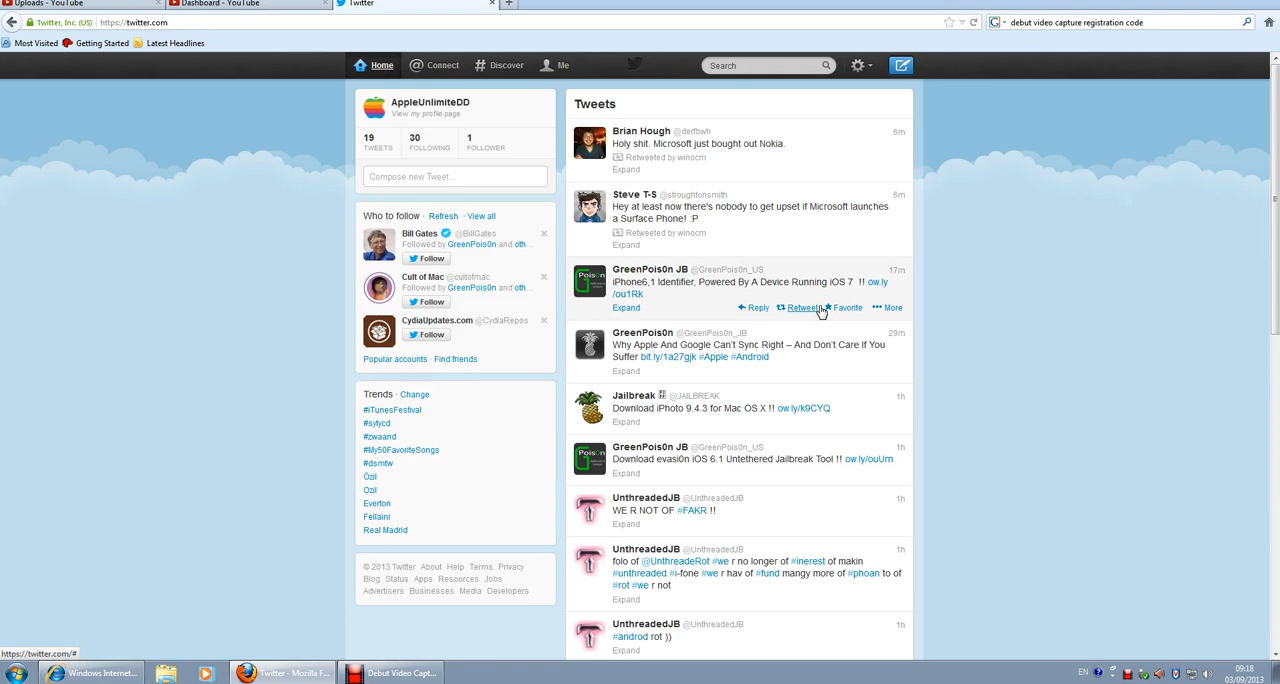 Uploads - YouTube
Dashboard - YouTube
Twitter
Twitter, Inc. (US) https://twitter.com
debut video capture registration code
Most Visited Getting Started Latest Headlines
Home Connect Discover Me Search
AppleUnlimiteDD
View my profile page
19 30 1
TWEETS FOLLOWING FOLLOWER
Compose new Tweet...
Who to follow Refresh View all
Bill Gates @BillGates
Followed by GreenPois0n and oth...
Follow
Cult of Mac @cultofmac
Followed by GreenPois0n and oth...
Follow
CydiaUpdates.com @CydiaRepos
Follow
Popular accounts Find friends
Trends Change
#iTunesFestival
#sytycd
#zwaand
#My50FavoriteSongs
#dsmtw
Özil
Ozil
Everton
Fellaini
Real Madrid
© 2013 Twitter About Help Terms Privacy
Blog Status Apps Resources Jobs
Advertisers Businesses Media Developers
Tweets
Brian Hough @derfbwh 6m
Holy shit. Microsoft just bought out Nokia.
Retweeted by winocm
Expand
Steve T-S @stroughtonsmith 6m
Hey at least now there's nobody to get upset if Microsoft launches
a Surface Phone! :P
Retweeted by winocm
Expand
GreenPois0n JB @GreenPois0n_US 17m
iPhone6,1 Identifier, Powered By A Device Running iOS 7 !! ow.ly
/ou1Rk
Expand Reply Retweet Favorite More
GreenPois0n @GreenPois0n_JB 29m
Why Apple And Google Can't Sync Right – And Don't Care If You
Suffer bit.ly/1a27gjk #Apple #Android
Expand
Jailbreak @JAILBREAK 1h
Download iPhoto 9.4.3 for Mac OS X !! ow.ly/k9CYQ
Expand
GreenPois0n JB @GreenPois0n_US 1h
Download evasi0n iOS 6.1 Untethered Jailbreak Tool !! ow.ly/ouUrn
Expand
UnthreadedJB @UnthreadedJB 1h
WE R NOT OF #FAKR !!
Expand
UnthreadedJB @UnthreadedJB 1h
folo of @UnthreadeRot #we r no longer of #inerest of makin
#unthreaded #i-fone #we r hav of #fund mangy more of #phoan to of
#rot #we r not
Expand
UnthreadedJB @UnthreadedJB 1h
#androd rot ))
Expand
https://twitter.com/#
Windows Internet... Twitter - Mozilla F... Debut Video Capt...
EN 09:18
03/09/2013